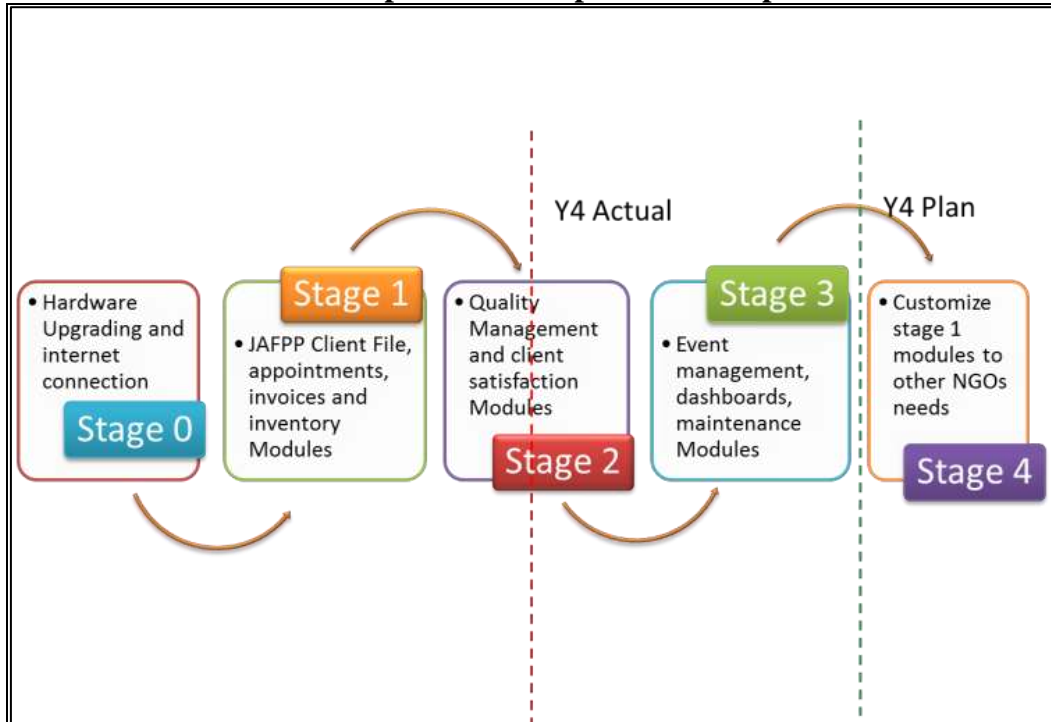 Y4 Actual
Y4 Plan
• Hardware
Upgrading and
internet
connection
Stage 0
Stage 1
• JAFPP Client File,
appointments,
invoices and
inventory
Modules
• Quality
Management
and client
satisfaction
Modules
Stage 2
Stage 3
• Event
management,
dashboards,
maintenance
Modules
• Customize
stage 1
modules to
other NGOs
needs
Stage 4